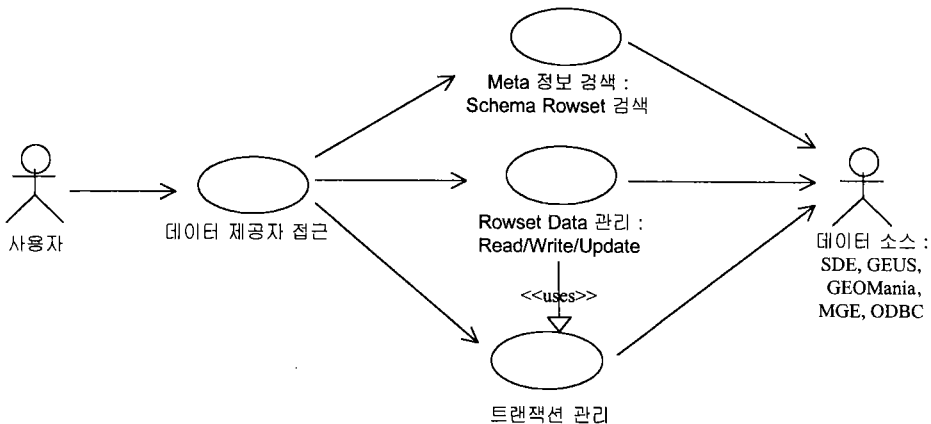 Meta 정보 검색 :
Schema Rowset 검색
사용자
데이터 제공자 접근
Rowset Data 관리 :
Read/Write/Update
데이터 소스 :
SDE, GEUS,
GEOMania,
MGE, ODBC
<<uses>>
트랜잭션 관리